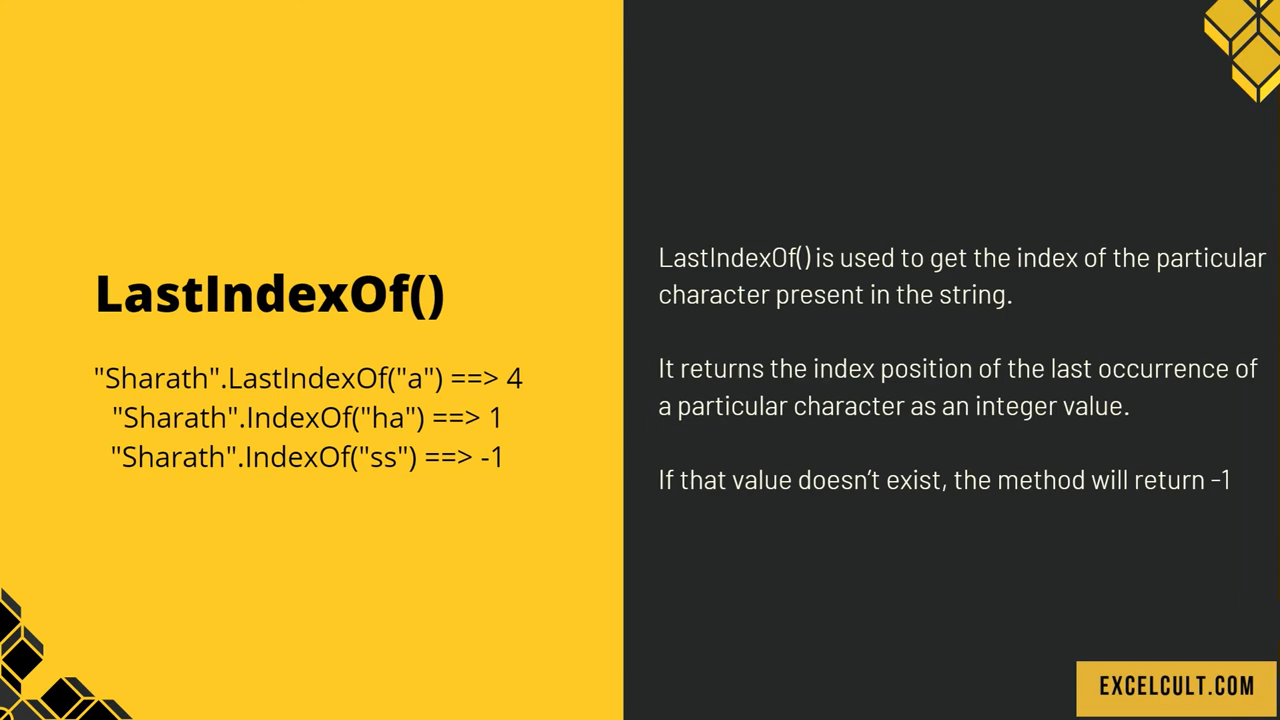 LastIndexOf()
"Sharath".LastIndexOf("a") ==> 4
"Sharath".IndexOf("ha") ==> 1
"Sharath".IndexOf("ss") ==> -1
LastIndexOf() is used to get the index of the particular
character present in the string.
It returns the index position of the last occurrence of
a particular character as an integer value.
If that value doesn’t exist, the method will return -1
EXCELCULT.COM